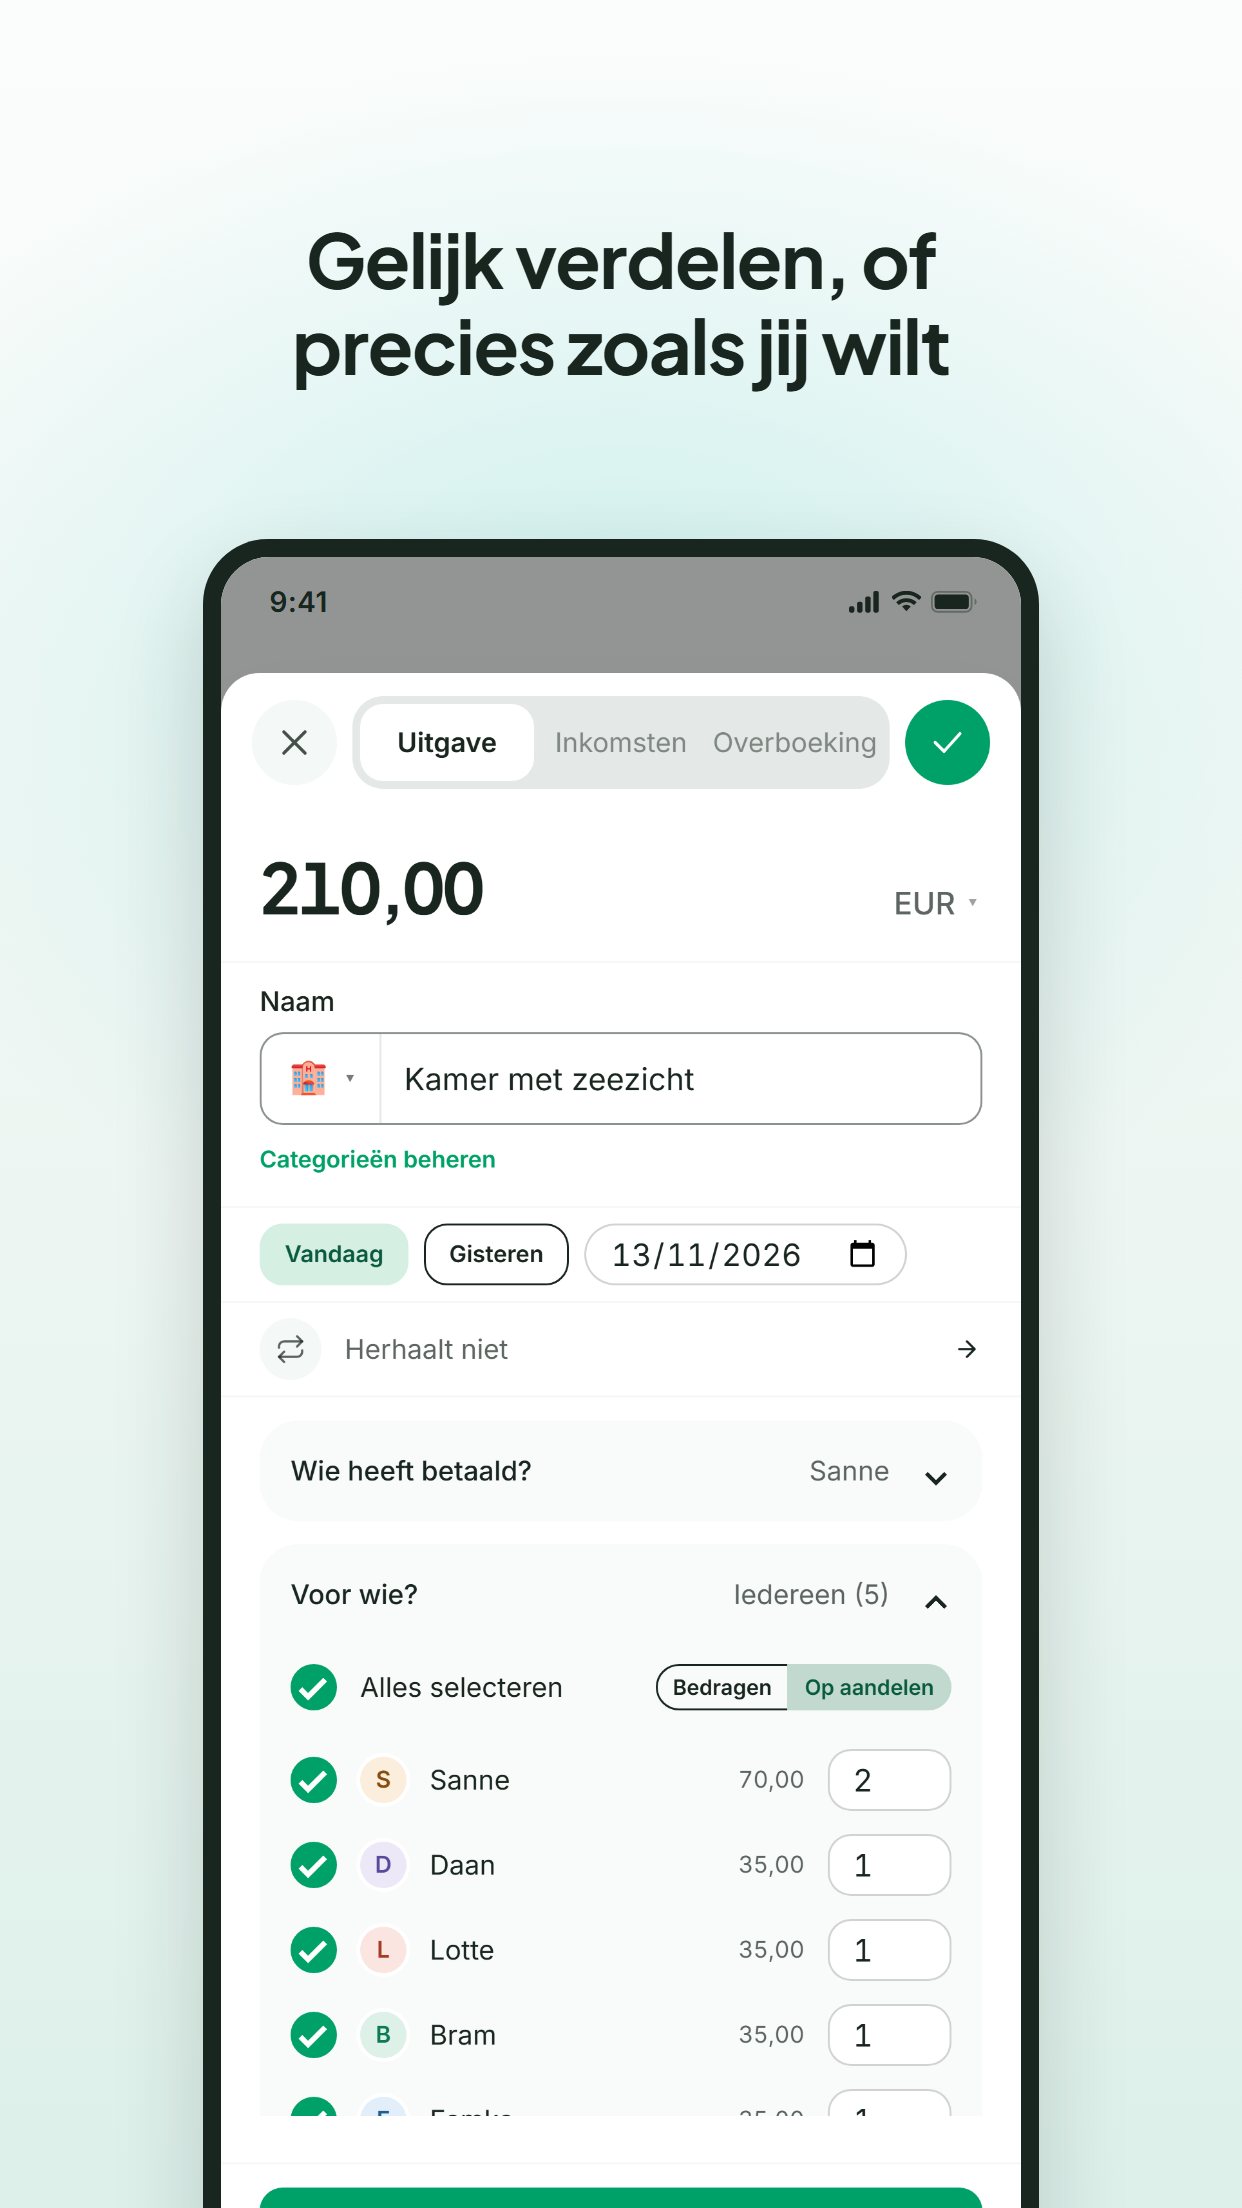 Gelijk verdelen, of
precies zoals jij wilt
9:41
Uitgave Inkomsten Overboeking
210,00 EUR
Naam
Kamer met zeezicht
Categorieën beheren
Vandaag Gisteren 13/11/2026
Herhaalt niet
Wie heeft betaald? Sanne
Voor wie? Iedereen (5)
Alles selecteren Bedragen Op aandelen
S Sanne 70,00 2
D Daan 35,00 1
L Lotte 35,00 1
B Bram 35,00 1